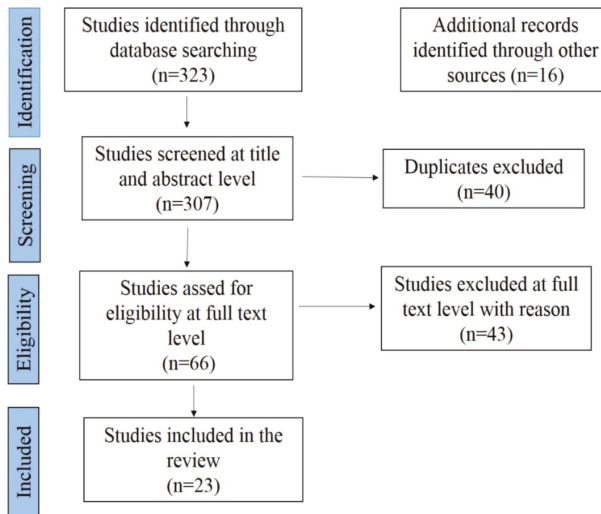 Identification
Studies identified through
database searching
(n=323)
Additional records
identified through other
sources (n=16)
Screening
Studies screened at title
and abstract level
(n=307)
Duplicates excluded
(n=40)
Eligibility
Studies assed for
eligibility at full text
level
(n=66)
Studies excluded at full
text level with reason
(n=43)
Included
Studies included in the
review
(n=23)